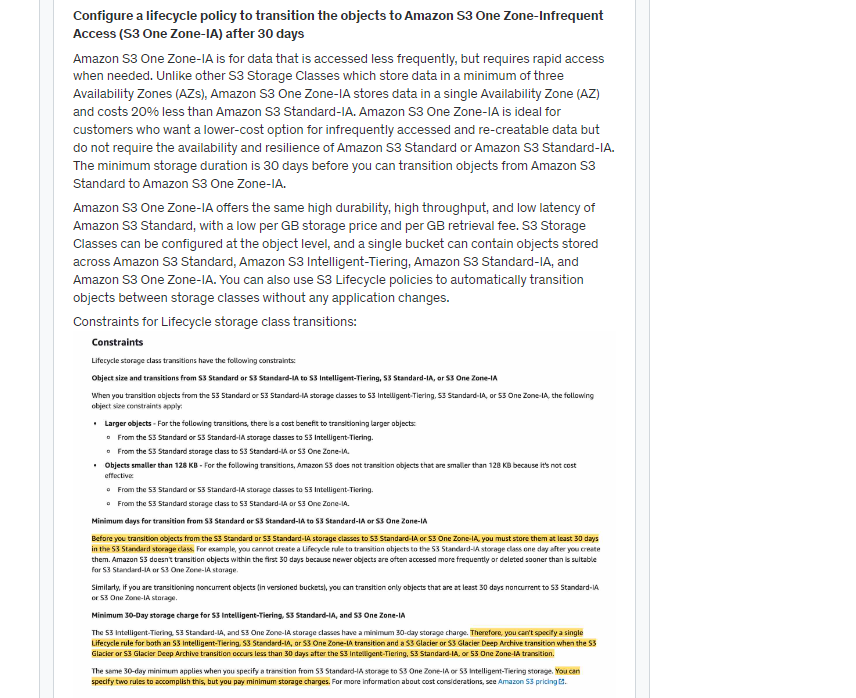 Configure a lifecycle policy to transition the objects to Amazon S3 One Zone-Infrequent
Access (S3 One Zone-IA) after 30 days
Amazon S3 One Zone-IA is for data that is accessed less frequently, but requires rapid access
when needed. Unlike other S3 Storage Classes which store data in a minimum of three
Availability Zones (AZs), Amazon S3 One Zone-IA stores data in a single Availability Zone (AZ)
and costs 20% less than Amazon S3 Standard-IA. Amazon S3 One Zone-IA is ideal for
customers who want a lower-cost option for infrequently accessed and re-creatable data but
do not require the availability and resilience of Amazon S3 Standard or Amazon S3 Standard-IA.
The minimum storage duration is 30 days before you can transition objects from Amazon S3
Standard to Amazon S3 One Zone-IA.
Amazon S3 One Zone-IA offers the same high durability, high throughput, and low latency of
Amazon S3 Standard, with a low per GB storage price and per GB retrieval fee. S3 Storage
Classes can be configured at the object level, and a single bucket can contain objects stored
across Amazon S3 Standard, Amazon S3 Intelligent-Tiering, Amazon S3 Standard-IA, and
Amazon S3 One Zone-IA. You can also use S3 Lifecycle policies to automatically transition
objects between storage classes without any application changes.
Constraints for Lifecycle storage class transitions:
Constraints
Lifecycle storage class transitions have the following constraints:
Object size and transitions from S3 Standard or S3 Standard-IA to S3 Intelligent-Tiering, S3 Standard-IA, or S3 One Zone-IA
When you transition objects from the S3 Standard or S3 Standard-IA storage classes to S3 Intelligent-Tiering, S3 Standard-IA, or S3 One Zone-IA, the following
object size constraints apply:
• Larger objects - For the following transitions, there is a cost benefit to transitioning larger objects:
◦ From the S3 Standard or S3 Standard-IA storage classes to S3 Intelligent-Tiering.
◦ From the S3 Standard storage class to S3 Standard-IA or S3 One Zone-IA.
• Objects smaller than 128 KB - For the following transitions, Amazon S3 does not transition objects that are smaller than 128 KB because it's not cost
effective:
◦ From the S3 Standard or S3 Standard-IA storage classes to S3 Intelligent-Tiering.
◦ From the S3 Standard storage class to S3 Standard-IA or S3 One Zone-IA.
Minimum days for transition from S3 Standard or S3 Standard-IA to S3 Standard-IA or S3 One Zone-IA
Before you transition objects from the S3 Standard or S3 Standard-IA storage classes to S3 Standard-IA or S3 One Zone-IA, you must store them at least 30 days
in the S3 Standard storage class. For example, you cannot create a Lifecycle rule to transition objects to the S3 Standard-IA storage class one day after you create
them. Amazon S3 doesn't transition objects within the first 30 days because newer objects are often accessed more frequently or deleted sooner than is suitable
for S3 Standard-IA or S3 One Zone-IA storage.
Similarly, if you are transitioning noncurrent objects (in versioned buckets), you can transition only objects that are at least 30 days noncurrent to S3 Standard-IA
or S3 One Zone-IA storage.
Minimum 30-Day storage charge for S3 Intelligent-Tiering, S3 Standard-IA, and S3 One Zone-IA
The S3 Intelligent-Tiering, S3 Standard-IA, and S3 One Zone-IA storage classes have a minimum 30-day storage charge. Therefore, you can't specify a single
Lifecycle rule for both an S3 Intelligent-Tiering, S3 Standard-IA, or S3 One Zone-IA transition and a S3 Glacier or S3 Glacier Deep Archive transition when the S3
Glacier or S3 Glacier Deep Archive transition occurs less than 30 days after the S3 Intelligent-Tiering, S3 Standard-IA, or S3 One Zone-IA transition.
The same 30-day minimum applies when you specify a transition from S3 Standard-IA storage to S3 One Zone-IA or S3 Intelligent-Tiering storage. You can
specify two rules to accomplish this, but you pay minimum storage charges. For more information about cost considerations, see Amazon S3 pricing.